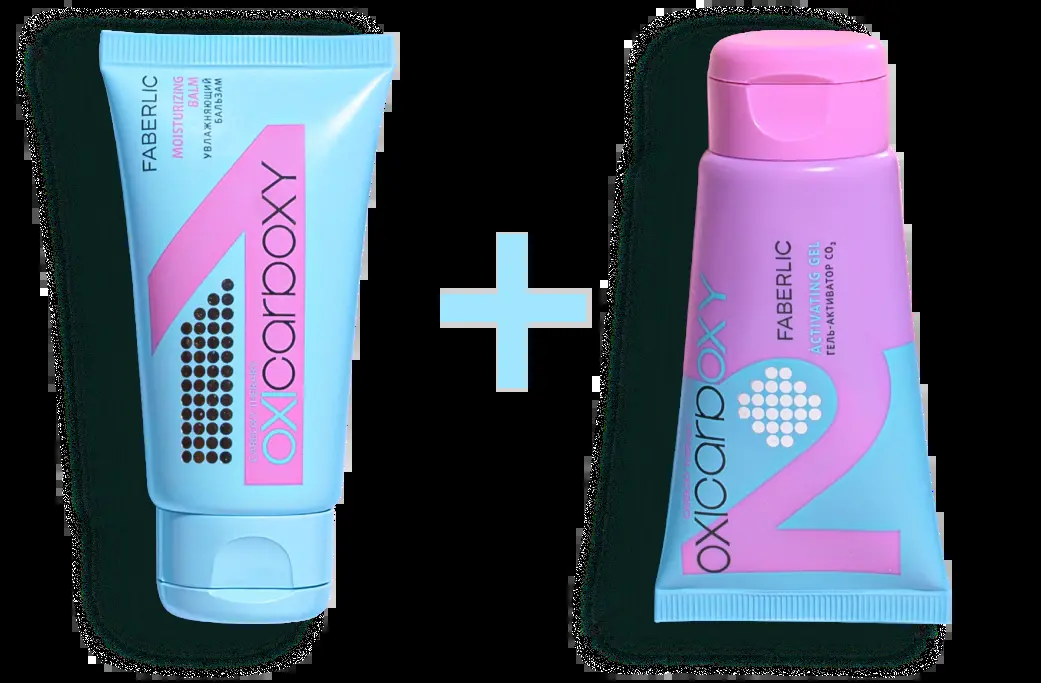 FABERLIC
MOISTURIZING
BALM
УВЛАЖНЯЮЩИЙ
БАЛЬЗАМ
1
OXICARBOXY
+
FABERLIC
ACTIVATING GEL
ГЕЛЬ-АКТИВАТОР CO₂
2
OXICARBOXY